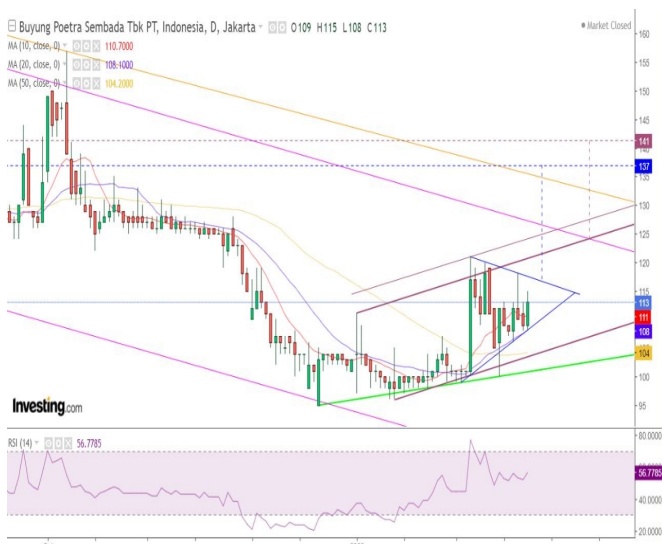 Buyung Poetra Sembada Tbk PT, Indonesia, D, Jakarta O109 H115 L108 C113
Market Closed
MA (10, close, 0) 110.7000
MA (20, close, 0) 108.1000
MA (50, close, 0) 104.2000
160
155
150
145
141
137
130
125
120
115
113
111
108
104
100
95
Investing.com
RSI (14) 56.7785
80.0000
56.7785
40.0000
20.0000